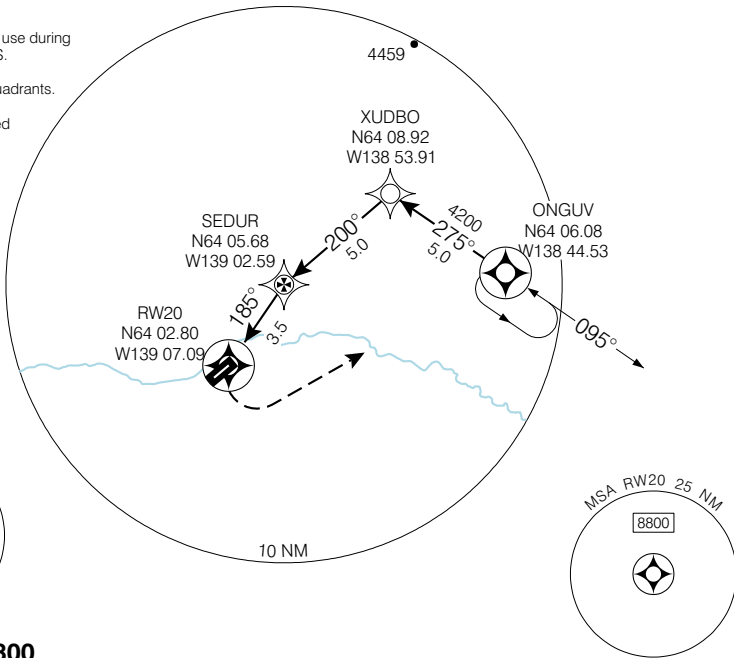 use during
S.
uadrants.
ed
4459
XUDBO
N64 08.92
W138 53.91
ONGUV
N64 06.08
W138 44.53
4200
275°
5.0
SEDUR
N64 05.68
W139 02.59
200°
5.0
095°
RW20
N64 02.80
W139 07.09
185°
3.5
10 NM
MSA RW20 25 NM
8800
300